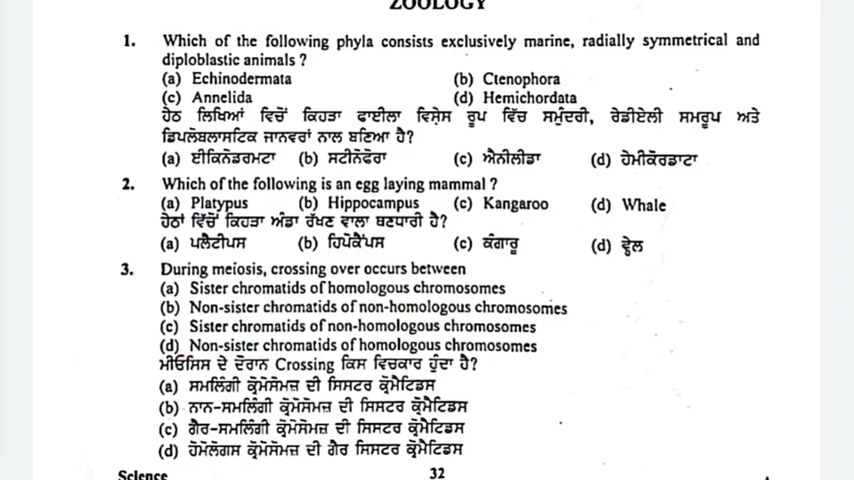 ZOOLOGY
1. Which of the following phyla consists exclusively marine, radially symmetrical and
diploblastic animals ?
(a) Echinodermata (b) Ctenophora
(c) Annelida (d) Hemichordata
ਹੇਠ ਲਿਖਿਆਂ ਵਿਚੋਂ ਕਿਹੜਾ ਫਾਈਲਾ ਵਿਸ਼ੇਸ ਰੂਪ ਵਿੱਚ ਸਮੁੰਦਰੀ, ਰੇਡੀਏਲੀ ਸਮਰੂਪ ਅਤੇ
ਡਿਪਲੋਬਲਾਸਟਿਕ ਜਾਨਵਰਾਂ ਨਾਲ ਬਣਿਆ ਹੈ?
(a) ਈਕਿਨੋਡਰਮਟਾ (b) ਸਟੀਨੋਫੋਰਾ (c) ਐਨੀਲੀਡਾ (d) ਹੇਮੀਕੋਰਡਾਟਾ
2. Which of the following is an egg laying mammal ?
(a) Platypus (b) Hippocampus (c) Kangaroo (d) Whale
ਹੇਠਾਂ ਵਿੱਚੋਂ ਕਿਹੜਾ ਅੰਡਾ ਰੱਖਣ ਵਾਲਾ ਥਣਧਾਰੀ ਹੈ?
(a) ਪਲੈਟੀਪਸ (b) ਹਿਪੋਕੈਂਪਸ (c) ਕੰਗਾਰੂ (d) ਵ੍ਹੇਲ
3. During meiosis, crossing over occurs between
(a) Sister chromatids of homologous chromosomes
(b) Non-sister chromatids of non-homologous chromosomes
(c) Sister chromatids of non-homologous chromosomes
(d) Non-sister chromatids of homologous chromosomes
ਮੀਓਸਿਸ ਦੇ ਦੌਰਾਨ Crossing ਕਿਸ ਵਿਚਕਾਰ ਹੁੰਦਾ ਹੈ?
(a) ਸਮਲਿੰਗੀ ਕ੍ਰੋਮੋਸੋਮਜ਼ ਦੀ ਸਿਸਟਰ ਕ੍ਰੋਮੈਟਿਡਸ
(b) ਨਾਨ-ਸਮਲਿੰਗੀ ਕ੍ਰੋਮੋਸੋਮਜ਼ ਦੀ ਸਿਸਟਰ ਕ੍ਰੋਮੈਟਿਡਸ
(c) ਗੈਰ-ਸਮਲਿੰਗੀ ਕ੍ਰੋਮੋਸੋਮਜ਼ ਦੀ ਸਿਸਟਰ ਕ੍ਰੋਮੈਟਿਡਸ
(d) ਹੋਮੋਲੋਗਸ ਕ੍ਰੋਮੋਸੋਮਜ਼ ਦੀ ਗੈਰ ਸਿਸਟਰ ਕ੍ਰੋਮੈਟਿਡਸ
Science 32